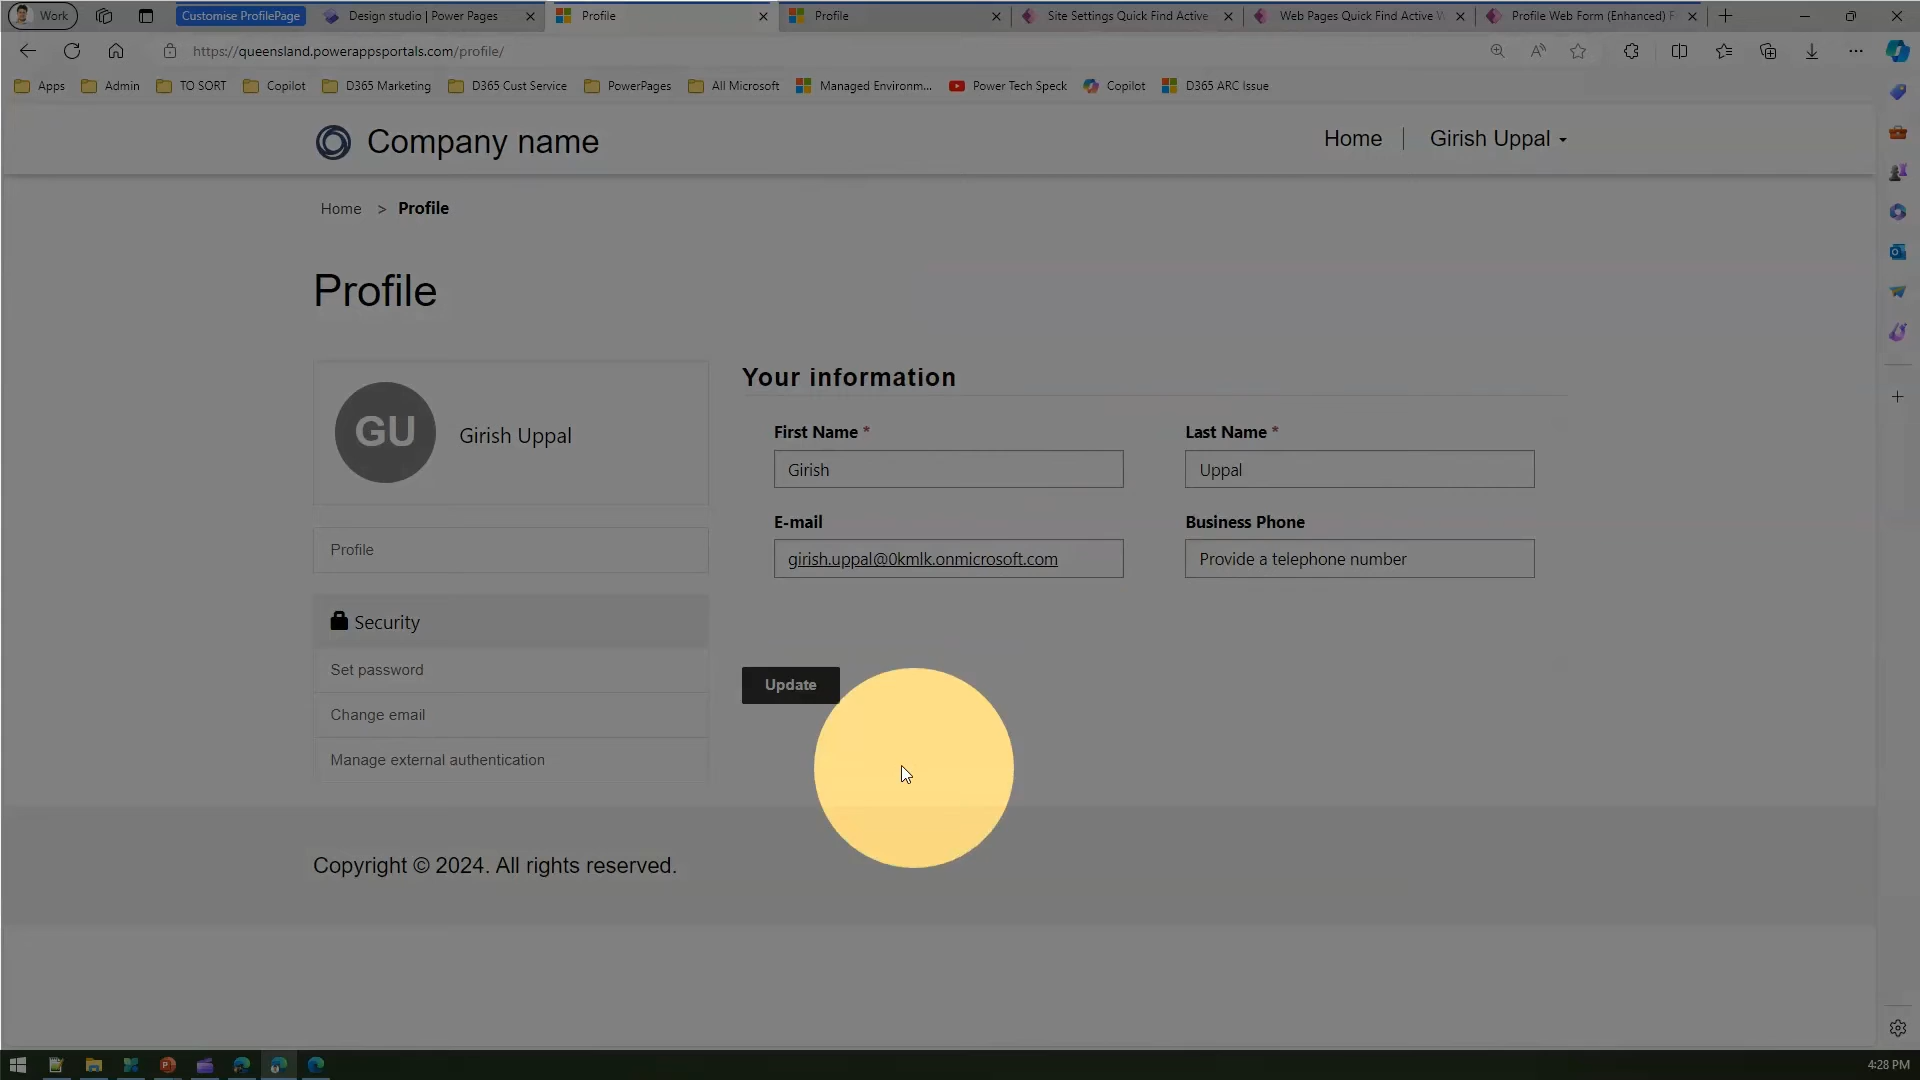 Work
Customise ProfilePage
Design studio | Power Pages
Profile
Profile
Site Settings Quick Find Active
Web Pages Quick Find Active
Profile Web Form (Enhanced) F
https://queensland.powerappsportals.com/profile/
Apps
Admin
TO SORT
Copilot
D365 Marketing
D365 Cust Service
PowerPages
All Microsoft
Managed Environm...
Power Tech Speck
Copilot
D365 ARC Issue
Company name
Home
Girish Uppal
Home > Profile
Profile
GU
Girish Uppal
Profile
Security
Set password
Change email
Manage external authentication
Your information
First Name *
Last Name *
Girish
Uppal
E-mail
Business Phone
girish.uppal@0kmlk.onmicrosoft.com
Provide a telephone number
Update
Copyright © 2024. All rights reserved.
4:28 PM